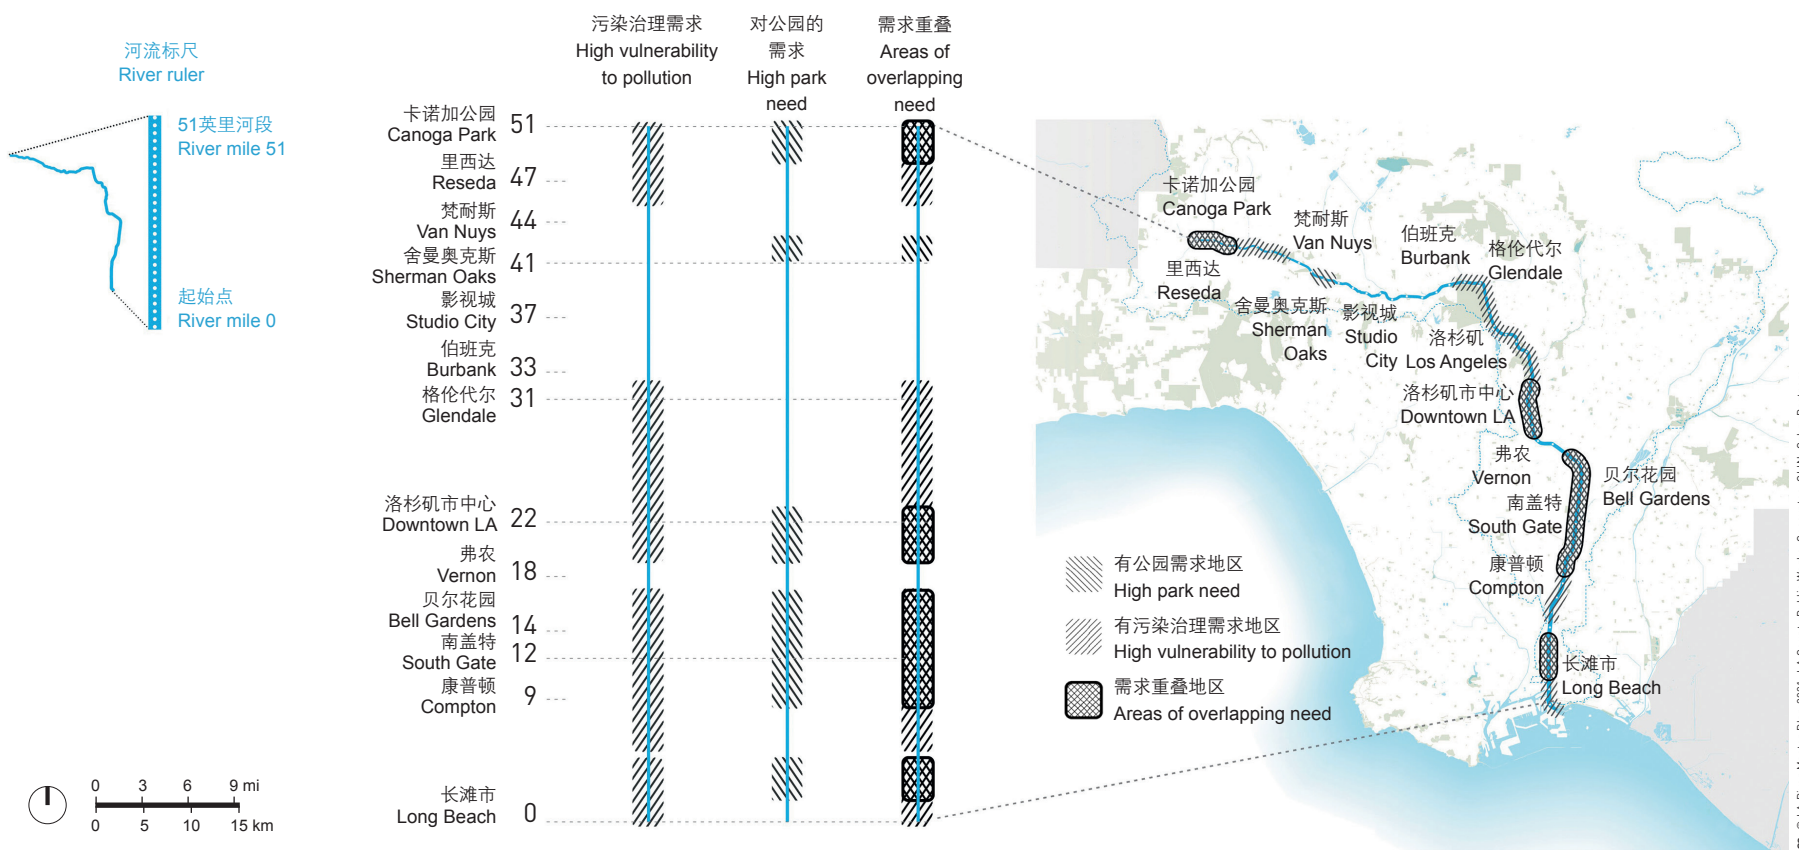 河流标尺
River ruler
51英里河段
River mile 51
起始点
River mile 0
0 3 6 9 mi
0 5 10 15 km
污染治理需求
High vulnerability
to pollution
对公园的
需求
High park
need
需求重叠
Areas of
overlapping
need
卡诺加公园
Canoga Park
51
里西达
Reseda
47
梵耐斯
Van Nuys
44
舍曼奥克斯
Sherman Oaks
41
影视城
Studio City
37
伯班克
Burbank
33
格伦代尔
Glendale
31
洛杉矶市中心
Downtown LA
22
弗农
Vernon
18
贝尔花园
Bell Gardens
14
南盖特
South Gate
12
康普顿
Compton
9
长滩市
Long Beach
0
卡诺加公园
Canoga Park
里西达
Reseda
梵耐斯
Van Nuys
舍曼奥克斯
Sherman
Oaks
影视城
Studio
City
伯班克
Burbank
格伦代尔
Glendale
洛杉矶
Los Angeles
洛杉矶市中心
Downtown LA
弗农
Vernon
贝尔花园
Bell Gardens
南盖特
South Gate
康普顿
Compton
长滩市
Long Beach
有公园需求地区
High park need
有污染治理需求地区
High vulnerability to pollution
需求重叠地区
Areas of overlapping need